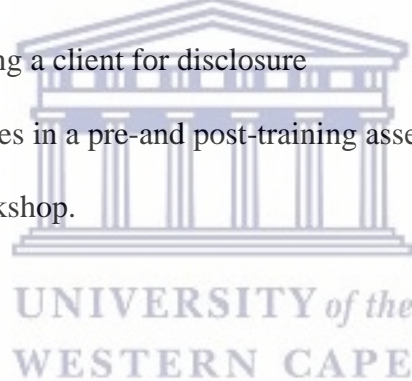 ng a client for disclosure
es in a pre-and post-training asse
kshop.
UNIVERSITY of the
WESTERN CAPE